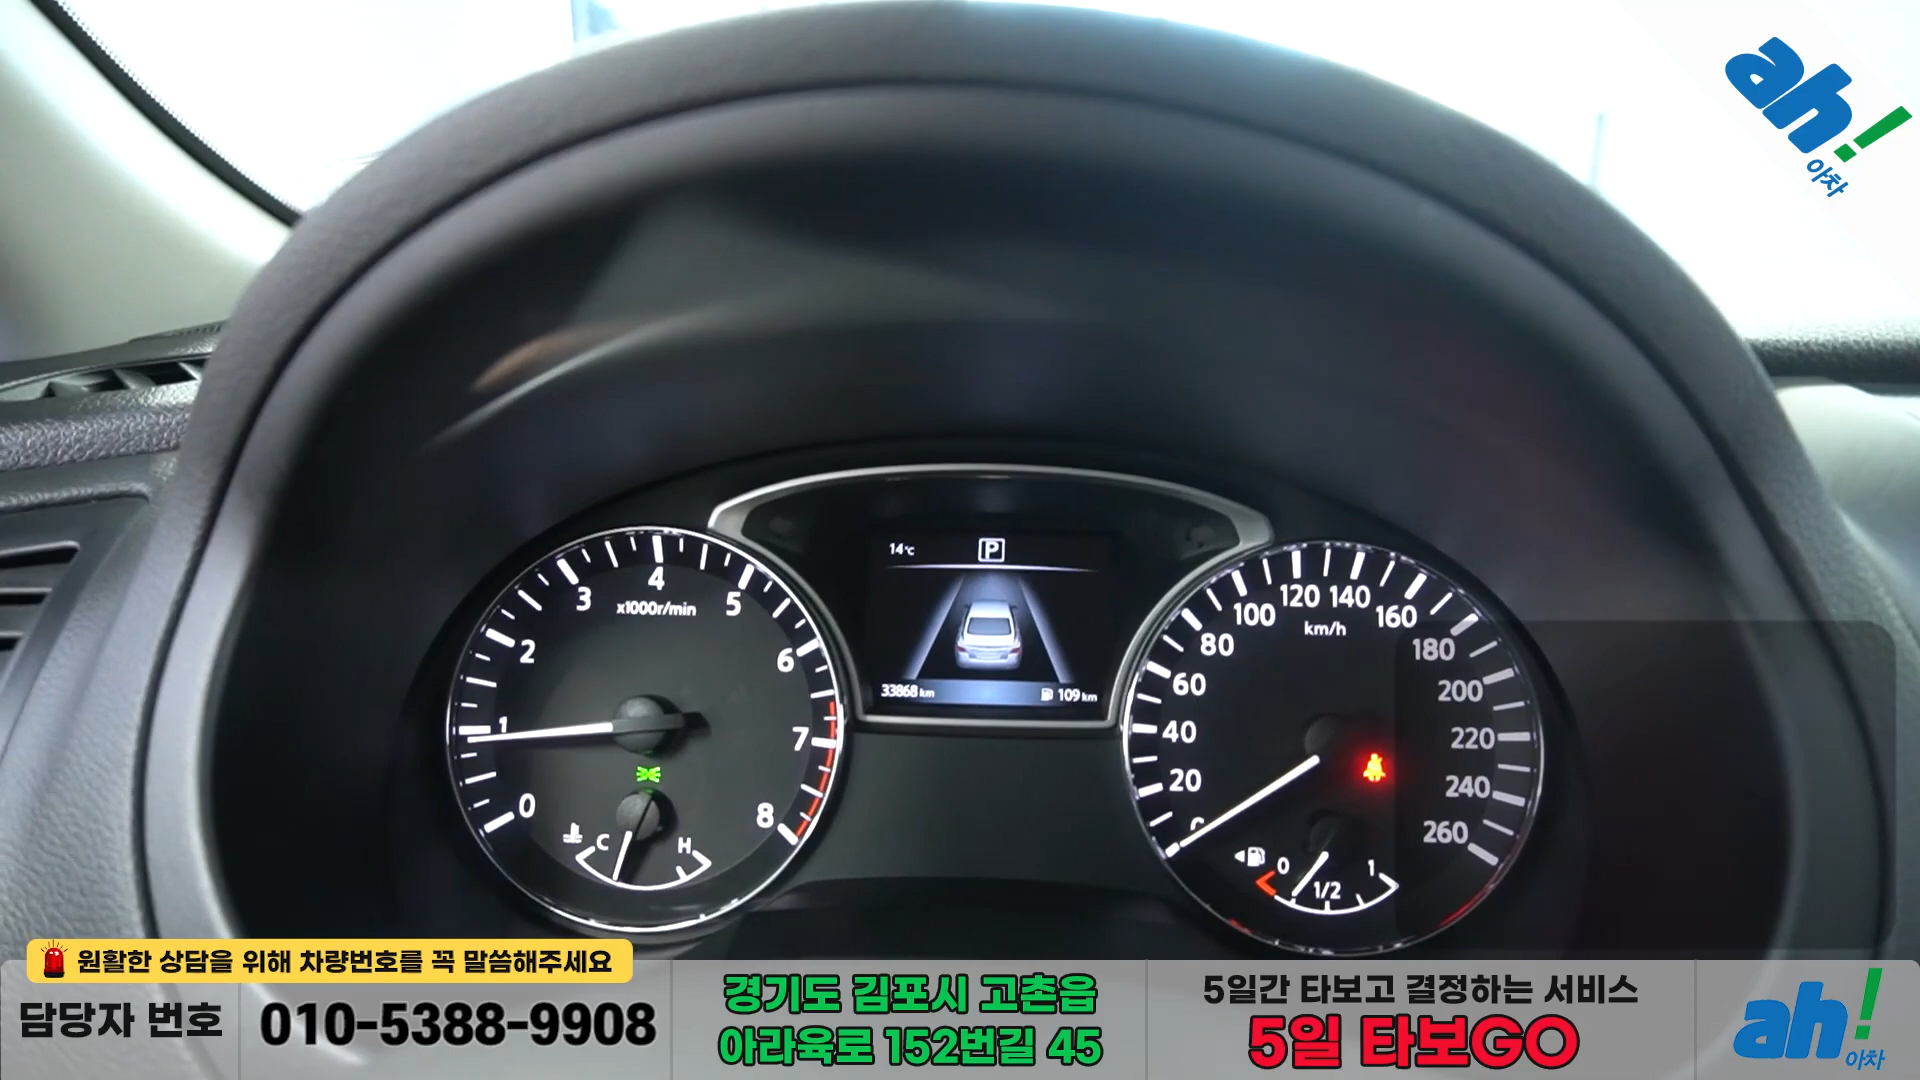 ah!
아차
14°C
P
33868 km
109 km
x1000r/min
0
1
2
3
4
5
6
7
8
C
H
km/h
0
20
40
60
80
100
120
140
160
180
200
220
240
260
0
1/2
1
원활한 상담을 위해 차량번호를 꼭 말씀해주세요
담당자 번호
010-5388-9908
경기도 김포시 고촌읍
아라육로 152번길 45
5일간 타보고 결정하는 서비스
5일 타보GO
ah!
아차